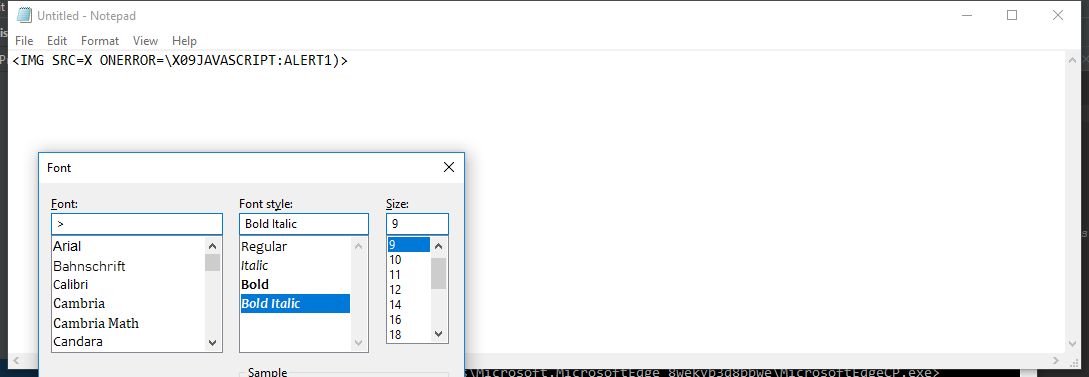 Untitled - Notepad
File Edit Format View Help
<IMG SRC=X ONERROR=\X09JAVASCRIPT:ALERT1)>
Font
Font: Font style: Size:
> Bold Italic 9
Arial Regular 9
Bahnschrift Italic 10
Calibri Bold 11
Cambria Bold Italic 12
Cambria Math 14
Candara 16
18
Sample
\Microsoft.MicrosoftEdge_8wekyb3d8bbwe\MicrosoftEdgeCP.exe>